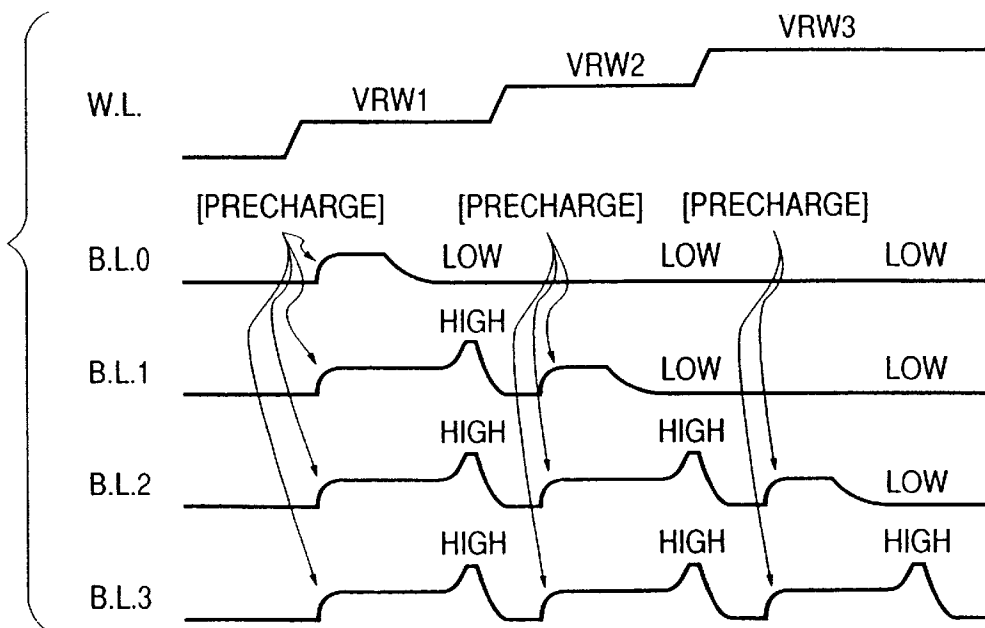 VRW3
VRW2
W.L. VRW1
[PRECHARGE] [PRECHARGE] [PRECHARGE]
B.L.0 LOW LOW LOW
HIGH
B.L.1 LOW LOW
HIGH HIGH
B.L.2 LOW
HIGH HIGH HIGH
B.L.3